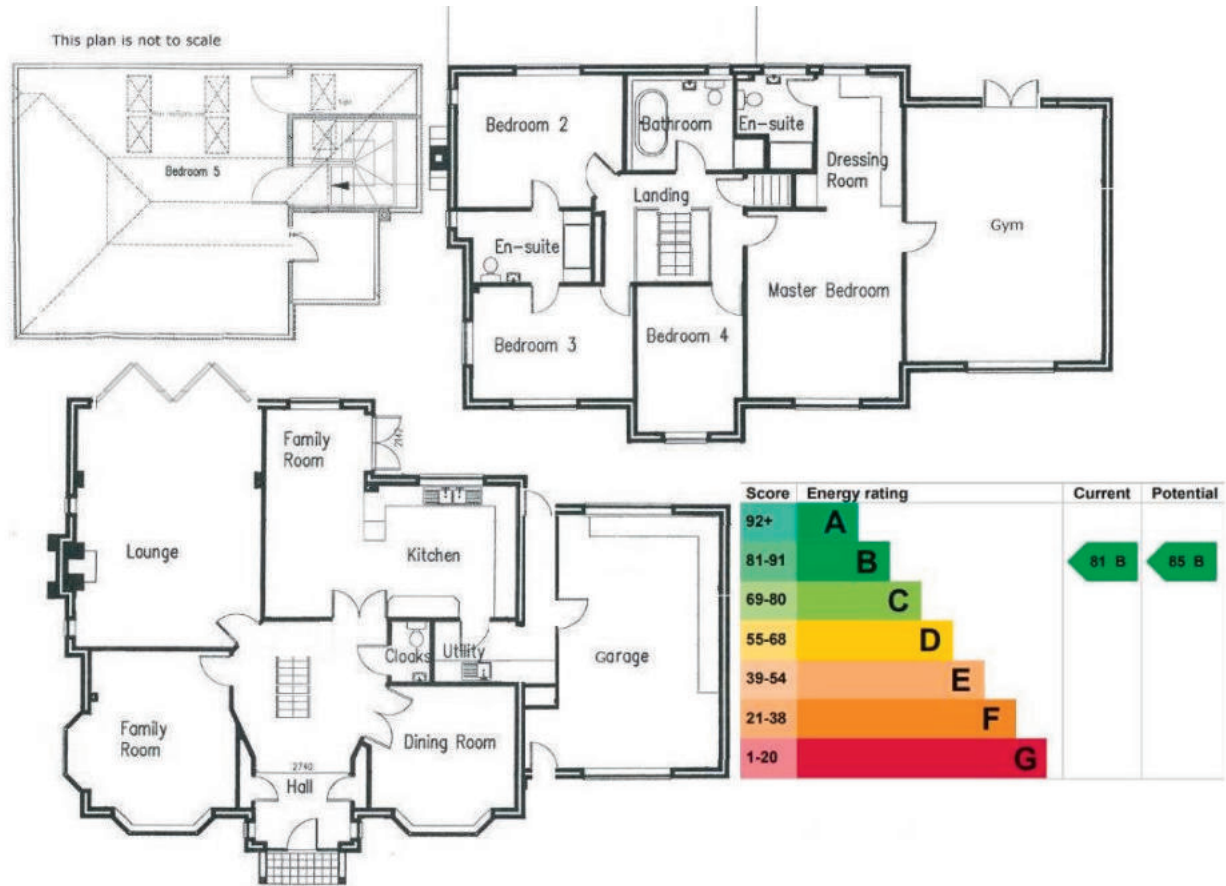 This plan is not to scale
Bedroom 5
Bedroom 2
Bathroom
En-suite
Dressing
Room
Landing
Gym
En-suite
Master Bedroom
Bedroom 3
Bedroom 4
Family
Room
2142
Lounge
Kitchen
Cloaks
Utility
Garage
Family
Room
Dining Room
2740
Hall
Score Energy rating Current Potential
92+ A
81-91 B 81 B 85 B
69-80 C
55-68 D
39-54 E
21-38 F
1-20 G